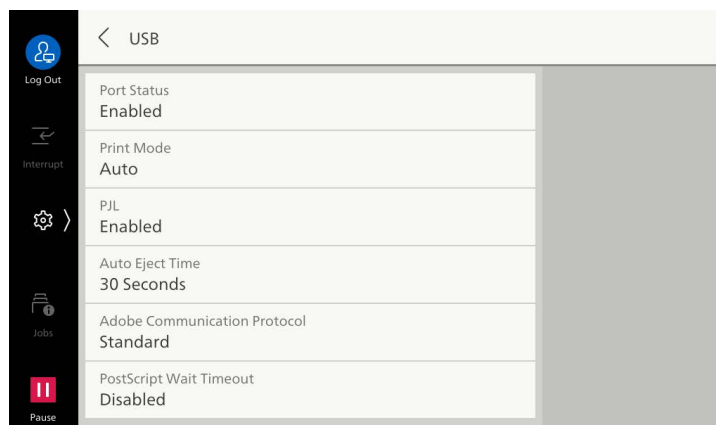 USB
Log Out
Interrupt
Jobs
Pause
Port Status
Enabled
Print Mode
Auto
PJL
Enabled
Auto Eject Time
30 Seconds
Adobe Communication Protocol
Standard
PostScript Wait Timeout
Disabled